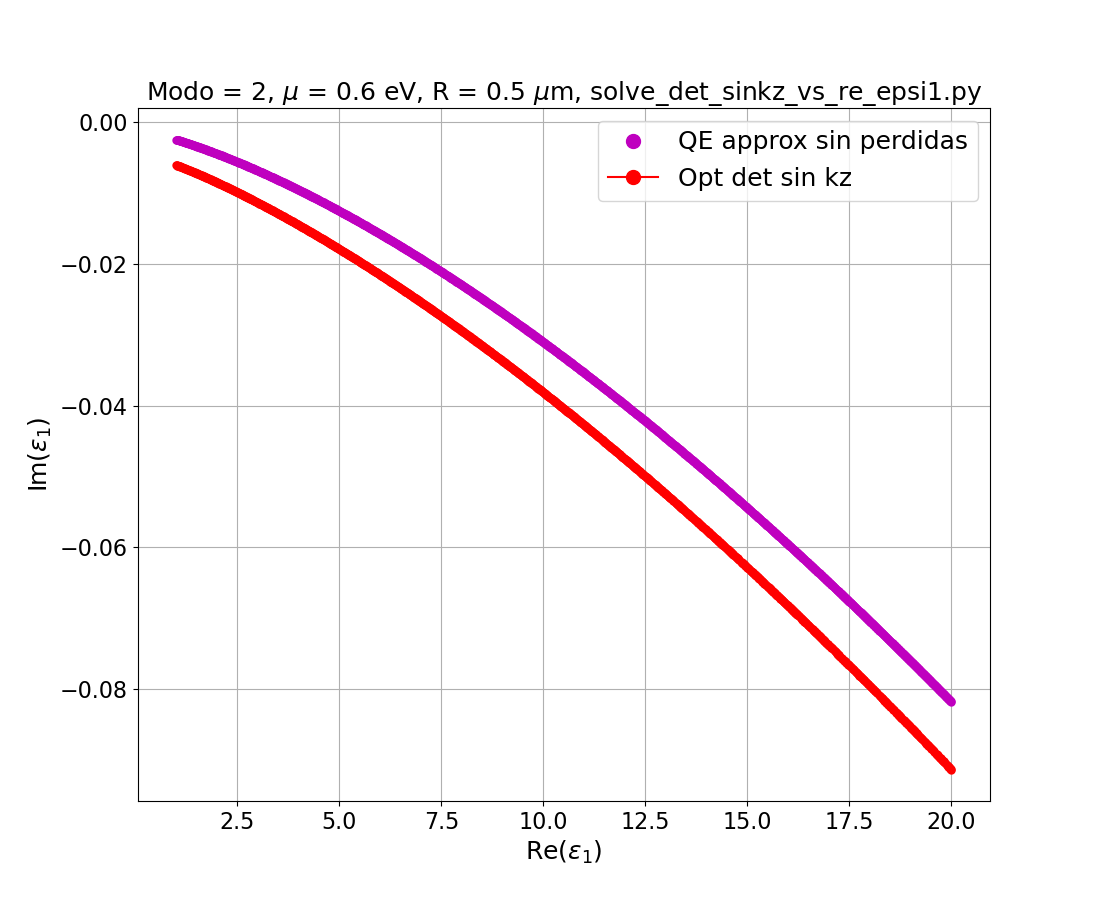 Modo = 2, μ = 0.6 eV, R = 0.5 μm, solve_det_sinkz_vs_re_epsi1.py
QE approx sin perdidas
Opt det sin kz
0.00
−0.02
−0.04
−0.06
−0.08
Im(ε₁)
2.5 5.0 7.5 10.0 12.5 15.0 17.5 20.0
Re(ε₁)